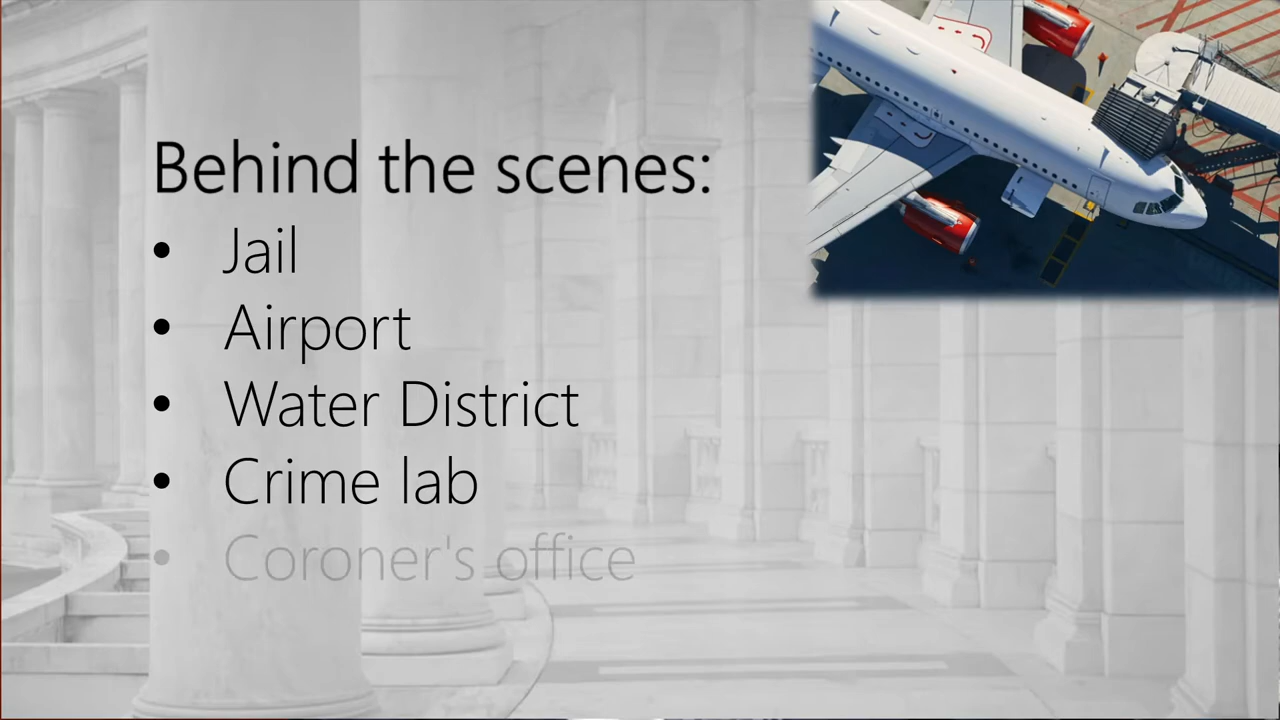 Behind the scenes:
• Jail
• Airport
• Water District
• Crime lab
• Coroner's office